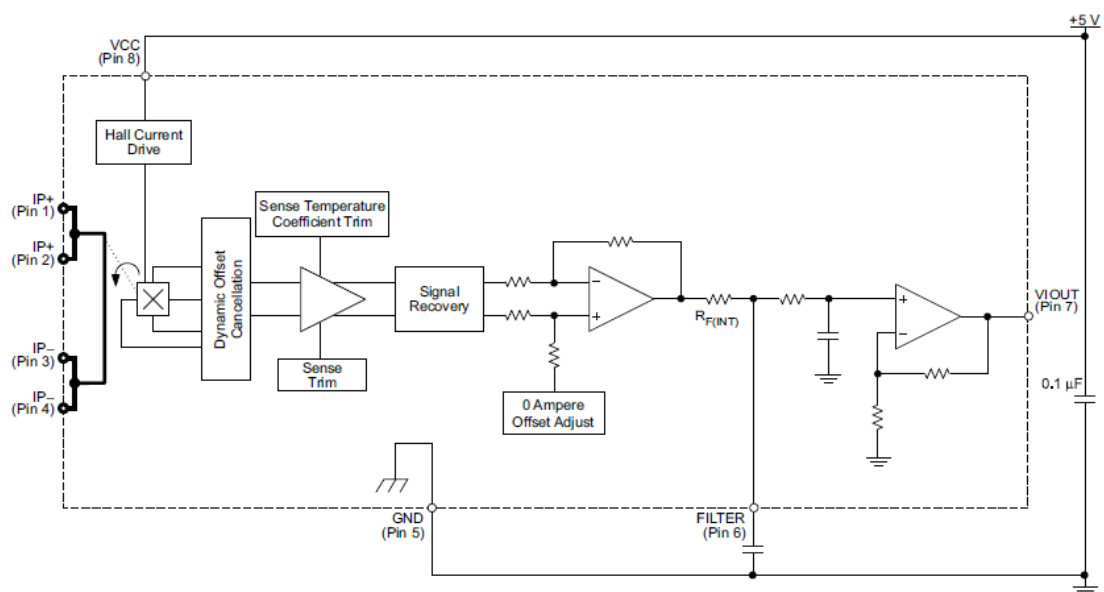 +5 V
VCC
(Pin 8)
Hall Current
Drive
IP+
(Pin 1)
IP+
(Pin 2)
IP−
(Pin 3)
IP−
(Pin 4)
Dynamic Offset
Cancellation
Sense Temperature
Coefficient Trim
Sense
Trim
Signal
Recovery
0 Ampere
Offset Adjust
−
+
RF(INT)
+
−
VIOUT
(Pin 7)
0.1 µF
GND
(Pin 5)
FILTER
(Pin 6)